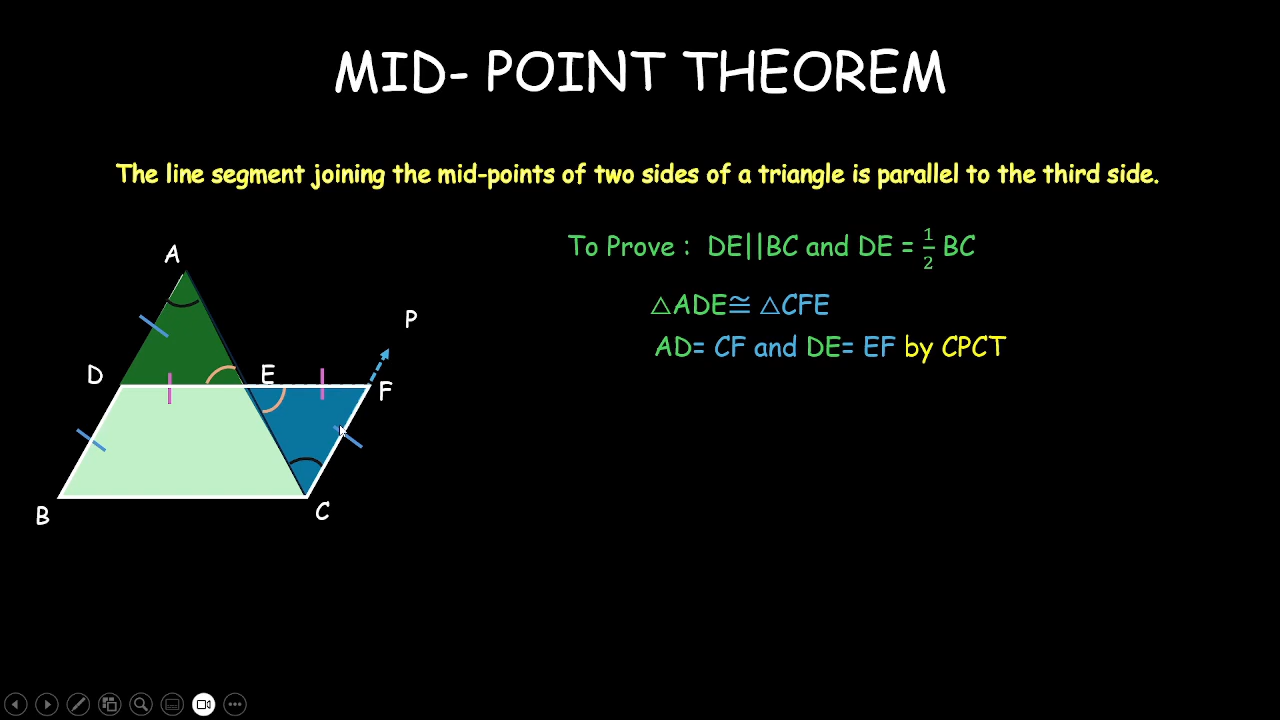 MID- POINT THEOREM
The line segment joining the mid-points of two sides of a triangle is parallel to the third side.
To Prove : DE||BC and DE = 1/2 BC
△ADE≅ △CFE
AD= CF and DE= EF by CPCT
A
P
D
E
F
B
C